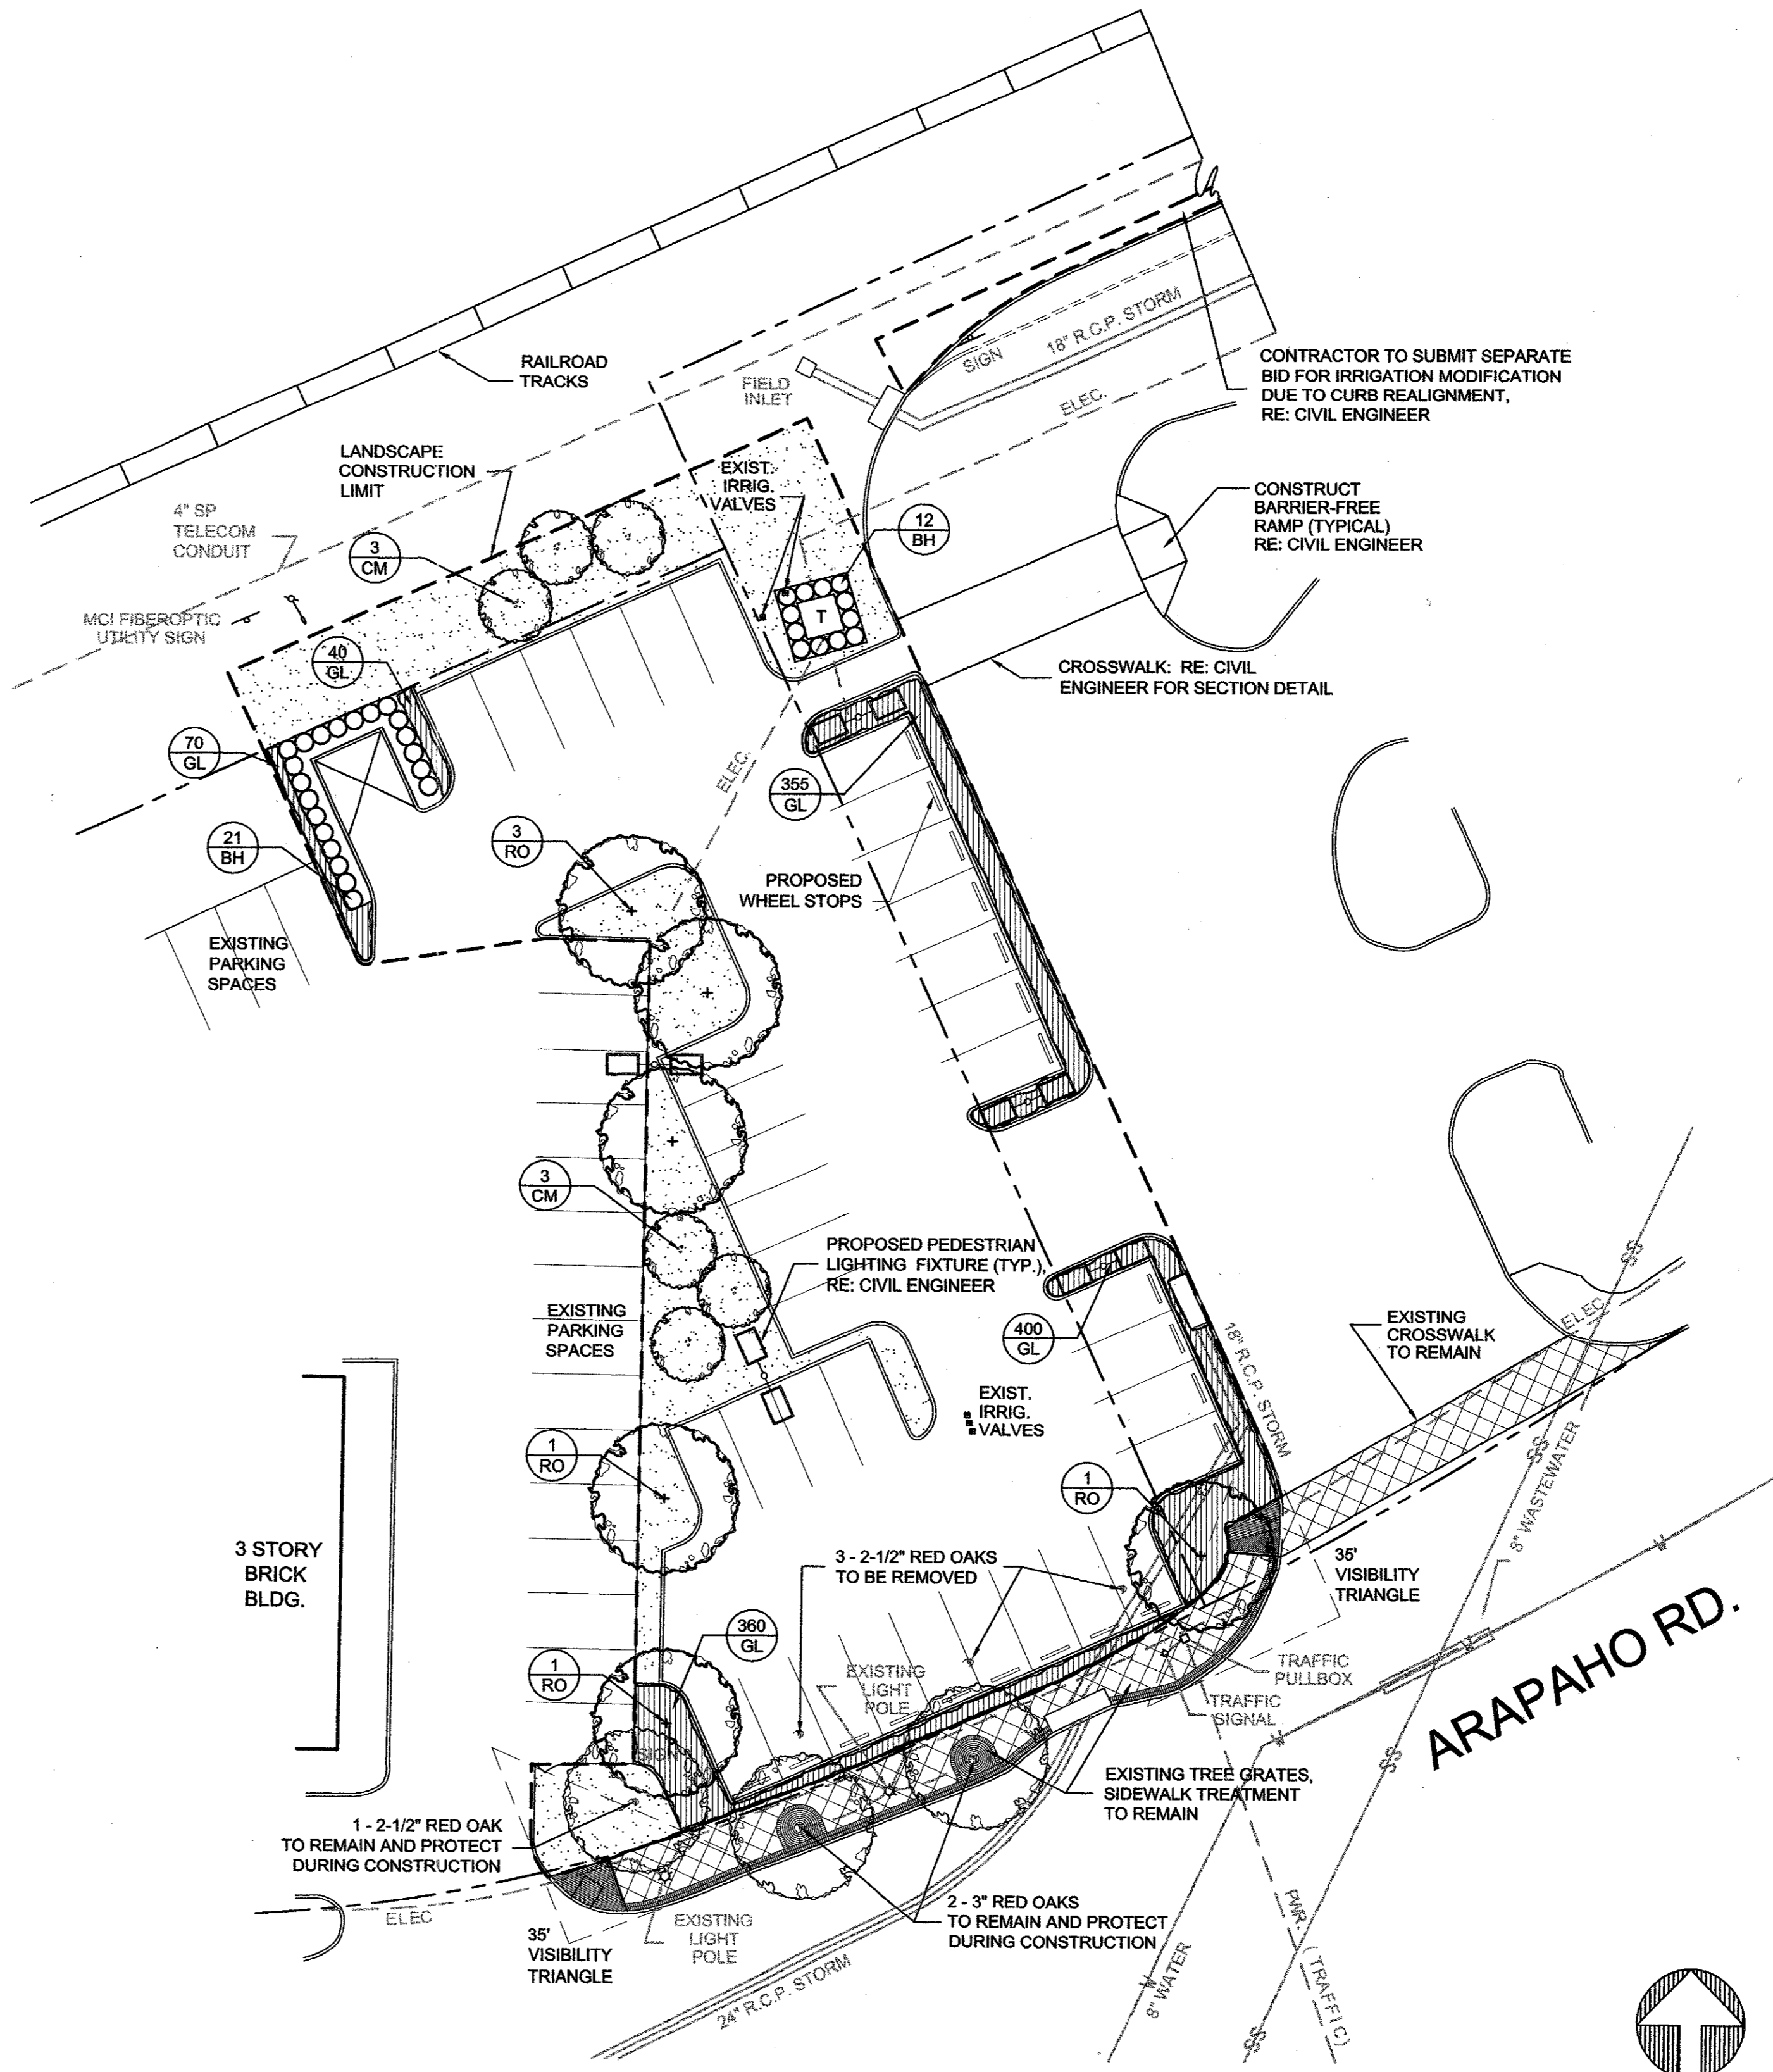 RAILROAD
TRACKS
FIELD
INLET
SIGN
18" R.C.P. STORM
ELEC.
CONTRACTOR TO SUBMIT SEPARATE
BID FOR IRRIGATION MODIFICATION
DUE TO CURB REALIGNMENT,
RE: CIVIL ENGINEER
LANDSCAPE
CONSTRUCTION
LIMIT
EXIST.
IRRIG.
VALVES
12
BH
CONSTRUCT
BARRIER-FREE
RAMP (TYPICAL)
RE: CIVIL ENGINEER
4" SP
TELECOM
CONDUIT
3
CM
MCI FIBEROPTIC
UTILITY SIGN
T
40
GL
CROSSWALK: RE: CIVIL
ENGINEER FOR SECTION DETAIL
70
GL
ELEC.
355
GL
21
BH
3
RO
PROPOSED
WHEEL STOPS
EXISTING
PARKING
SPACES
3
CM
PROPOSED PEDESTRIAN
LIGHTING FIXTURE (TYP.),
RE: CIVIL ENGINEER
EXISTING
PARKING
SPACES
400
GL
18" R.C.P. STORM
SS
ELEC.
EXISTING
CROSSWALK
TO REMAIN
EXIST.
IRRIG.
VALVES
1
RO
1
RO
SS
8" WASTEWATER
W
3 STORY
BRICK
BLDG.
3 - 2-1/2" RED OAKS
TO BE REMOVED
35'
VISIBILITY
TRIANGLE
360
GL
1
RO
EXISTING
LIGHT
POLE
TRAFFIC
PULLBOX
TRAFFIC
SIGNAL
W
W
ARAPAHO RD.
SIGN
SS
EXISTING TREE GRATES,
SIDEWALK TREATMENT
TO REMAIN
1 - 2-1/2" RED OAK
TO REMAIN AND PROTECT
DURING CONSTRUCTION
ELEC
35'
VISIBILITY
TRIANGLE
EXISTING
LIGHT
POLE
2 - 3" RED OAKS
TO REMAIN AND PROTECT
DURING CONSTRUCTION
24" R.C.P. STORM
W
8" WATER
PWR. (TRAFFIC)
SS